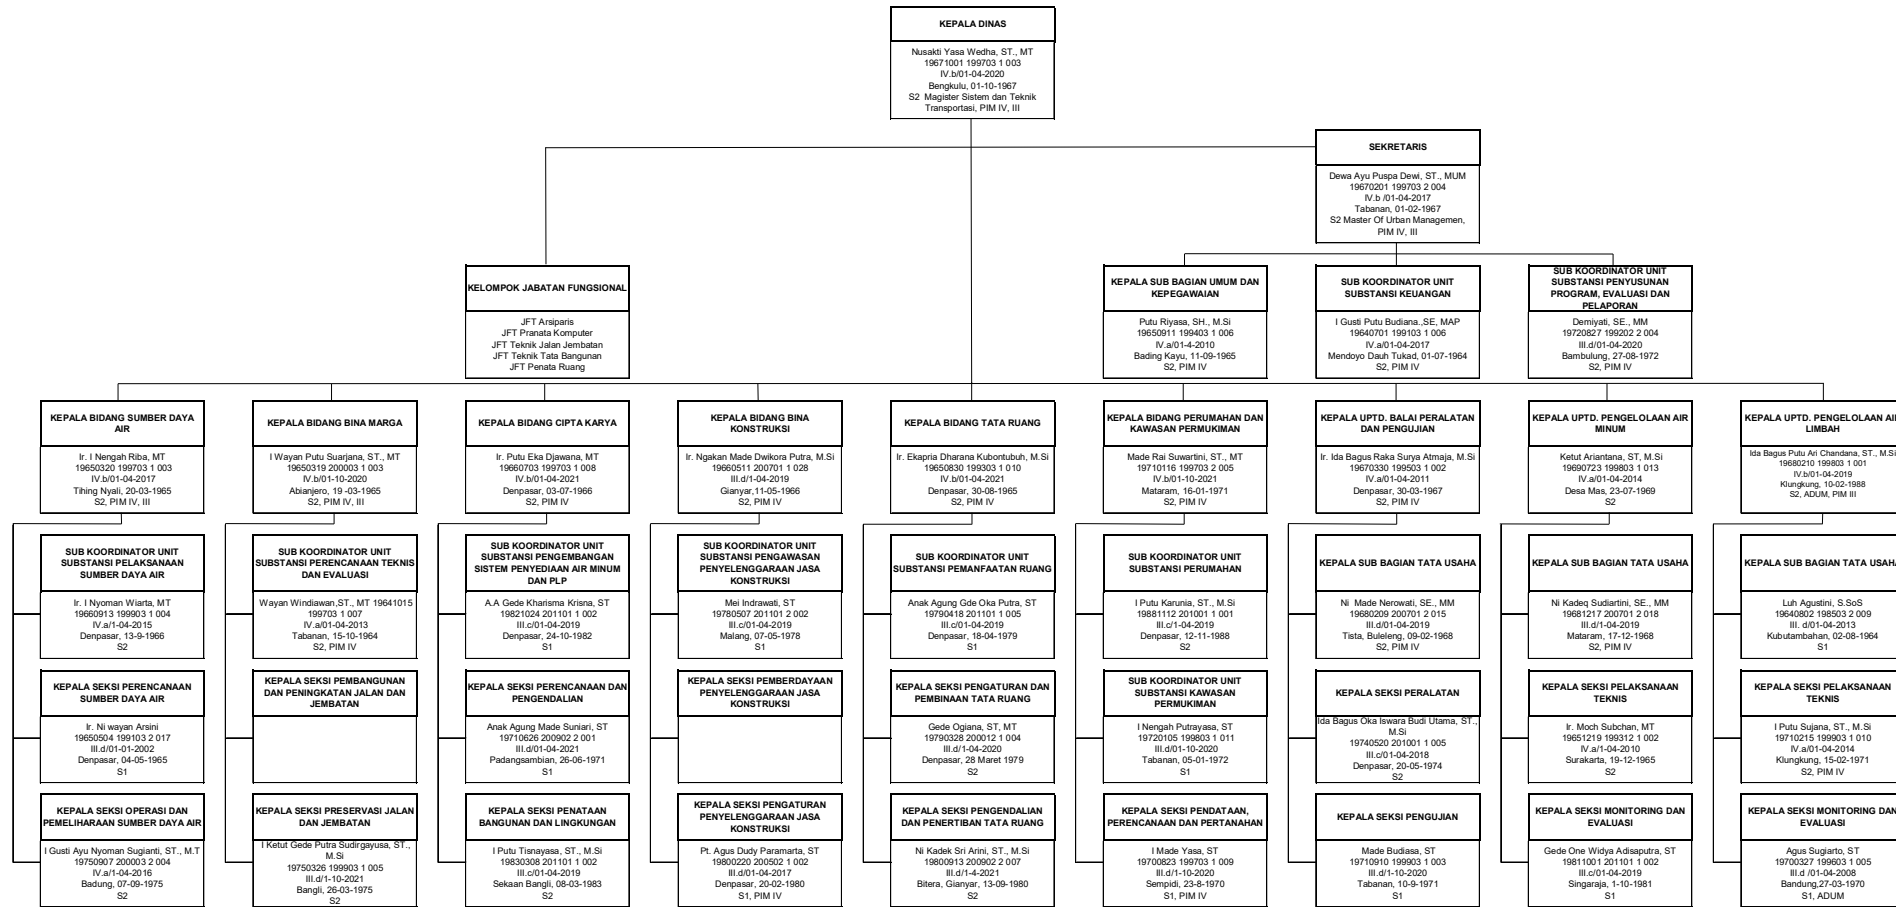 KEPALA DINAS
Nusakti Yasa Wedha, ST., MT
19671001 199703 1 003
IV.b/01-04-2020
Bengkulu, 01-10-1967
S2 Magister Sistem dan Teknik
Transportasi, PIM IV, III
SEKRETARIS
Dewa Ayu Puspa Dewi, ST., MUM
19670201 199703 2 004
IV.b /01-04-2017
Tabanan, 01-02-1967
S2 Master Of Urban Managemen,
PIM IV, III
KELOMPOK JABATAN FUNGSIONAL
JFT Arsiparis
JFT Pranata Komputer
JFT Teknik Jalan Jembatan
JFT Teknik Tata Bangunan
JFT Penata Ruang
KEPALA SUB BAGIAN UMUM DAN
KEPEGAWAIAN
Putu Riyasa, SH., M.Si
19650911 199403 1 006
IV.a/01-4-2010
Bading Kayu, 11-09-1965
S2, PIM IV
SUB KOORDINATOR UNIT
SUBSTANSI KEUANGAN
I Gusti Putu Budiana.,SE, MAP
19640701 199103 1 006
IV.a/01-04-2017
Mendoyo Dauh Tukad, 01-07-1964
S2, PIM IV
SUB KOORDINATOR UNIT
SUBSTANSI PENYUSUNAN
PROGRAM, EVALUASI DAN
PELAPORAN
Demiyati, SE., MM
19720827 199202 2 004
III.d/01-04-2020
Bambulung, 27-08-1972
S2, PIM IV
KEPALA BIDANG SUMBER DAYA
AIR
Ir. I Nengah Riba, MT
19650320 199703 1 003
IV.b/01-04-2017
Tihing Nyali, 20-03-1965
S2, PIM IV, III
KEPALA BIDANG BINA MARGA
I Wayan Putu Suarjana, ST., MT
19650319 200003 1 003
IV.b/01-10-2020
Abianjero, 19 -03-1965
S2, PIM IV, III
KEPALA BIDANG CIPTA KARYA
Ir. Putu Eka Djawana, MT
19660703 199703 1 008
IV.b/01-04-2021
Denpasar, 03-07-1966
S2, PIM IV
KEPALA BIDANG BINA
KONSTRUKSI
Ir. Ngakan Made Dwikora Putra, M.Si
19660511 200701 1 028
III.d/1-04-2019
Gianyar,11-05-1966
S2, PIM IV
KEPALA BIDANG TATA RUANG
Ir. Ekapria Dharana Kubontubuh, M.Si
19650830 199303 1 010
IV.b/01-04-2021
Denpasar, 30-08-1965
S2, PIM IV
KEPALA BIDANG PERUMAHAN DAN
KAWASAN PERMUKIMAN
Made Rai Suwartini, ST., MT
19710116 199703 2 005
IV.b/01-10-2021
Mataram, 16-01-1971
S2, PIM IV
KEPALA UPTD. BALAI PERALATAN
DAN PENGUJIAN
Ir. Ida Bagus Raka Surya Atmaja, M.Si
19670330 199503 1 002
IV.a/01-04-2011
Denpasar, 30-03-1967
S2, PIM IV
KEPALA UPTD. PENGELOLAAN AIR
MINUM
Ketut Ariantana, ST, M.Si
19690723 199803 1 013
IV.a/01-04-2014
Desa Mas, 23-07-1969
S2
KEPALA UPTD. PENGELOLAAN AIR
LIMBAH
Ida Bagus Putu Ari Chandana, ST., M.Si
19680210 199803 1 001
IV.b/01-04-2019
Klungkung, 10-02-1988
S2, ADUM, PIM III
SUB KOORDINATOR UNIT
SUBSTANSI PELAKSANAAN
SUMBER DAYA AIR
Ir. I Nyoman Wiarta, MT
19660913 199903 1 004
IV.a/1-04-2015
Denpasar, 13-9-1966
S2
SUB KOORDINATOR UNIT
SUBSTANSI PERENCANAAN TEKNIS
DAN EVALUASI
Wayan Windiawan,ST., MT 19641015
199703 1 007
IV.a/01-04-2013
Tabanan, 15-10-1964
S2, PIM IV
SUB KOORDINATOR UNIT
SUBSTANSI PENGEMBANGAN
SISTEM PENYEDIAAN AIR MINUM
DAN PLP
A.A Gede Kharisma Krisna, ST
19821024 201101 1 002
III.c/01-04-2019
Denpasar, 24-10-1982
S1
SUB KOORDINATOR UNIT
SUBSTANSI PENGAWASAN
PENYELENGGARAAN JASA
KONSTRUKSI
Mei Indrawati, ST
19780507 201101 2 002
III.c/01-04-2019
Malang, 07-05-1978
S1
SUB KOORDINATOR UNIT
SUBSTANSI PEMANFAATAN RUANG
Anak Agung Gde Oka Putra, ST
19790418 201101 1 005
III.c/01-04-2019
Denpasar, 18-04-1979
S1
SUB KOORDINATOR UNIT
SUBSTANSI PERUMAHAN
I Putu Karunia, ST., M.Si
19881112 201001 1 001
III.c/1-04-2019
Denpasar, 12-11-1988
S2
KEPALA SUB BAGIAN TATA USAHA
Ni Made Nerowati, SE., MM
19680209 200701 2 015
III.d/01-04-2019
Tista, Buleleng, 09-02-1968
S2, PIM IV
KEPALA SUB BAGIAN TATA USAHA
Ni Kadeq Sudiartini, SE., MM
19681217 200701 2 018
III.d/1-04-2019
Mataram, 17-12-1968
S2, PIM IV
KEPALA SUB BAGIAN TATA USAHA
Luh Agustini, S.SoS
19640802 198503 2 009
III. d/01-04-2013
Kubutambahan, 02-08-1964
S1
KEPALA SEKSI PERENCANAAN
SUMBER DAYA AIR
Ir. Ni wayan Arsini
19650504 199103 2 017
III.d/01-01-2002
Denpasar, 04-05-1965
S1
KEPALA SEKSI PEMBANGUNAN
DAN PENINGKATAN JALAN DAN
JEMBATAN
KEPALA SEKSI PERENCANAAN DAN
PENGENDALIAN
Anak Agung Made Suniari, ST
19710626 200902 2 001
III.d/01-04-2021
Padangsambian, 26-06-1971
S1
KEPALA SEKSI PEMBERDAYAAN
PENYELENGGARAAN JASA
KONSTRUKSI
KEPALA SEKSI PENGATURAN DAN
PEMBINAAN TATA RUANG
Gede Ogiana, ST, MT
19790328 200012 1 004
III.d/1-04-2020
Denpasar, 28 Maret 1979
S2
SUB KOORDINATOR UNIT
SUBSTANSI KAWASAN
PERMUKIMAN
I Nengah Putrayasa, ST
19720105 199803 1 011
III.d/01-10-2020
Tabanan, 05-01-1972
S1
KEPALA SEKSI PERALATAN
Ida Bagus Oka Iswara Budi Utama, ST.,
M.Si
19740520 201001 1 005
III.c/01-04-2018
Denpasar, 20-05-1974
S2
KEPALA SEKSI PELAKSANAAN
TEKNIS
Ir. Moch Subchan, MT
19651219 199312 1 002
IV.a/1-04-2010
Surakarta, 19-12-1965
S2
KEPALA SEKSI PELAKSANAAN
TEKNIS
I Putu Sujana, ST., M.Si
19710215 199903 1 010
IV.a/01-04-2014
Klungkung, 15-02-1971
S2, PIM IV
KEPALA SEKSI OPERASI DAN
PEMELIHARAAN SUMBER DAYA AIR
I Gusti Ayu Nyoman Sugianti, ST., M.T
19750907 200003 2 004
IV.a/1-04-2016
Badung, 07-09-1975
S2
KEPALA SEKSI PRESERVASI JALAN
DAN JEMBATAN
I Ketut Gede Putra Sudirgayusa, ST.,
M.Si
19750326 199903 1 005
III.d/1-10-2021
Bangli, 26-03-1975
S2
KEPALA SEKSI PENATAAN
BANGUNAN DAN LINGKUNGAN
I Putu Tisnayasa, ST., M.Si
19830308 201101 1 002
III.c/01-04-2019
Sekaan Bangli, 08-03-1983
S2
KEPALA SEKSI PENGATURAN
PENYELENGGARAAN JASA
KONSTRUKSI
Pt. Agus Dudy Paramarta, ST
19800220 200502 1 002
III.d/01-04-2017
Denpasar, 20-02-1980
S1, PIM IV
KEPALA SEKSI PENGENDALIAN
DAN PENERTIBAN TATA RUANG
Ni Kadek Sri Arini, ST., M.Si
19800913 200902 2 007
III.d/1-4-2021
Bitera, Gianyar, 13-09-1980
S2
KEPALA SEKSI PENDATAAN,
PERENCANAAN DAN PERTANAHAN
I Made Yasa, ST
19700823 199703 1 009
III.d/1-10-2020
Sempidi, 23-8-1970
S1, PIM IV
KEPALA SEKSI PENGUJIAN
Made Budiasa, ST
19710910 199903 1 003
III.d/1-10-2020
Tabanan, 10-9-1971
S1
KEPALA SEKSI MONITORING DAN
EVALUASI
Gede One Widya Adisaputra, ST
19811001 201101 1 002
III.c/01-04-2019
Singaraja, 1-10-1981
S1
KEPALA SEKSI MONITORING DAN
EVALUASI
Agus Sugiarto, ST
19700327 199603 1 005
III.d /01-04-2008
Bandung,27-03-1970
S1, ADUM